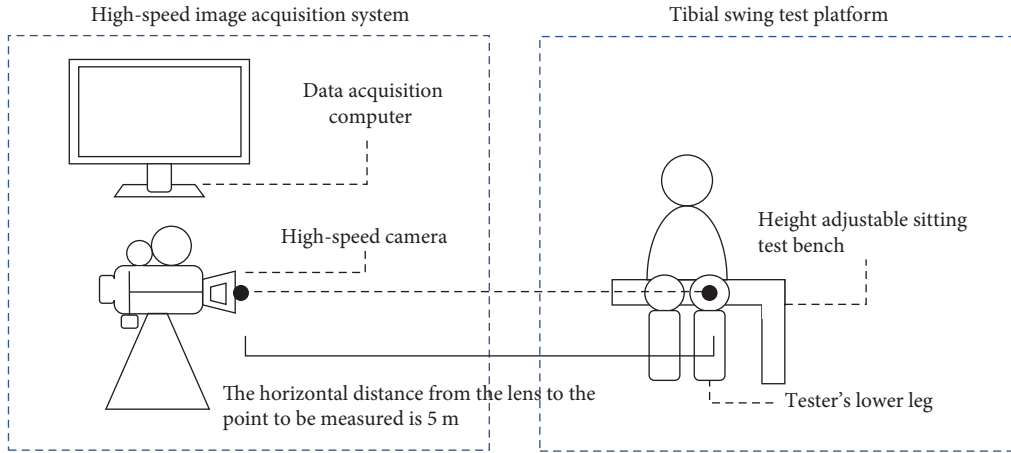 High-speed image acquisition system
Tibial swing test platform
Data acquisition
computer
High-speed camera
Height adjustable sitting
test bench
The horizontal distance from the lens to the
point to be measured is 5 m
Tester's lower leg